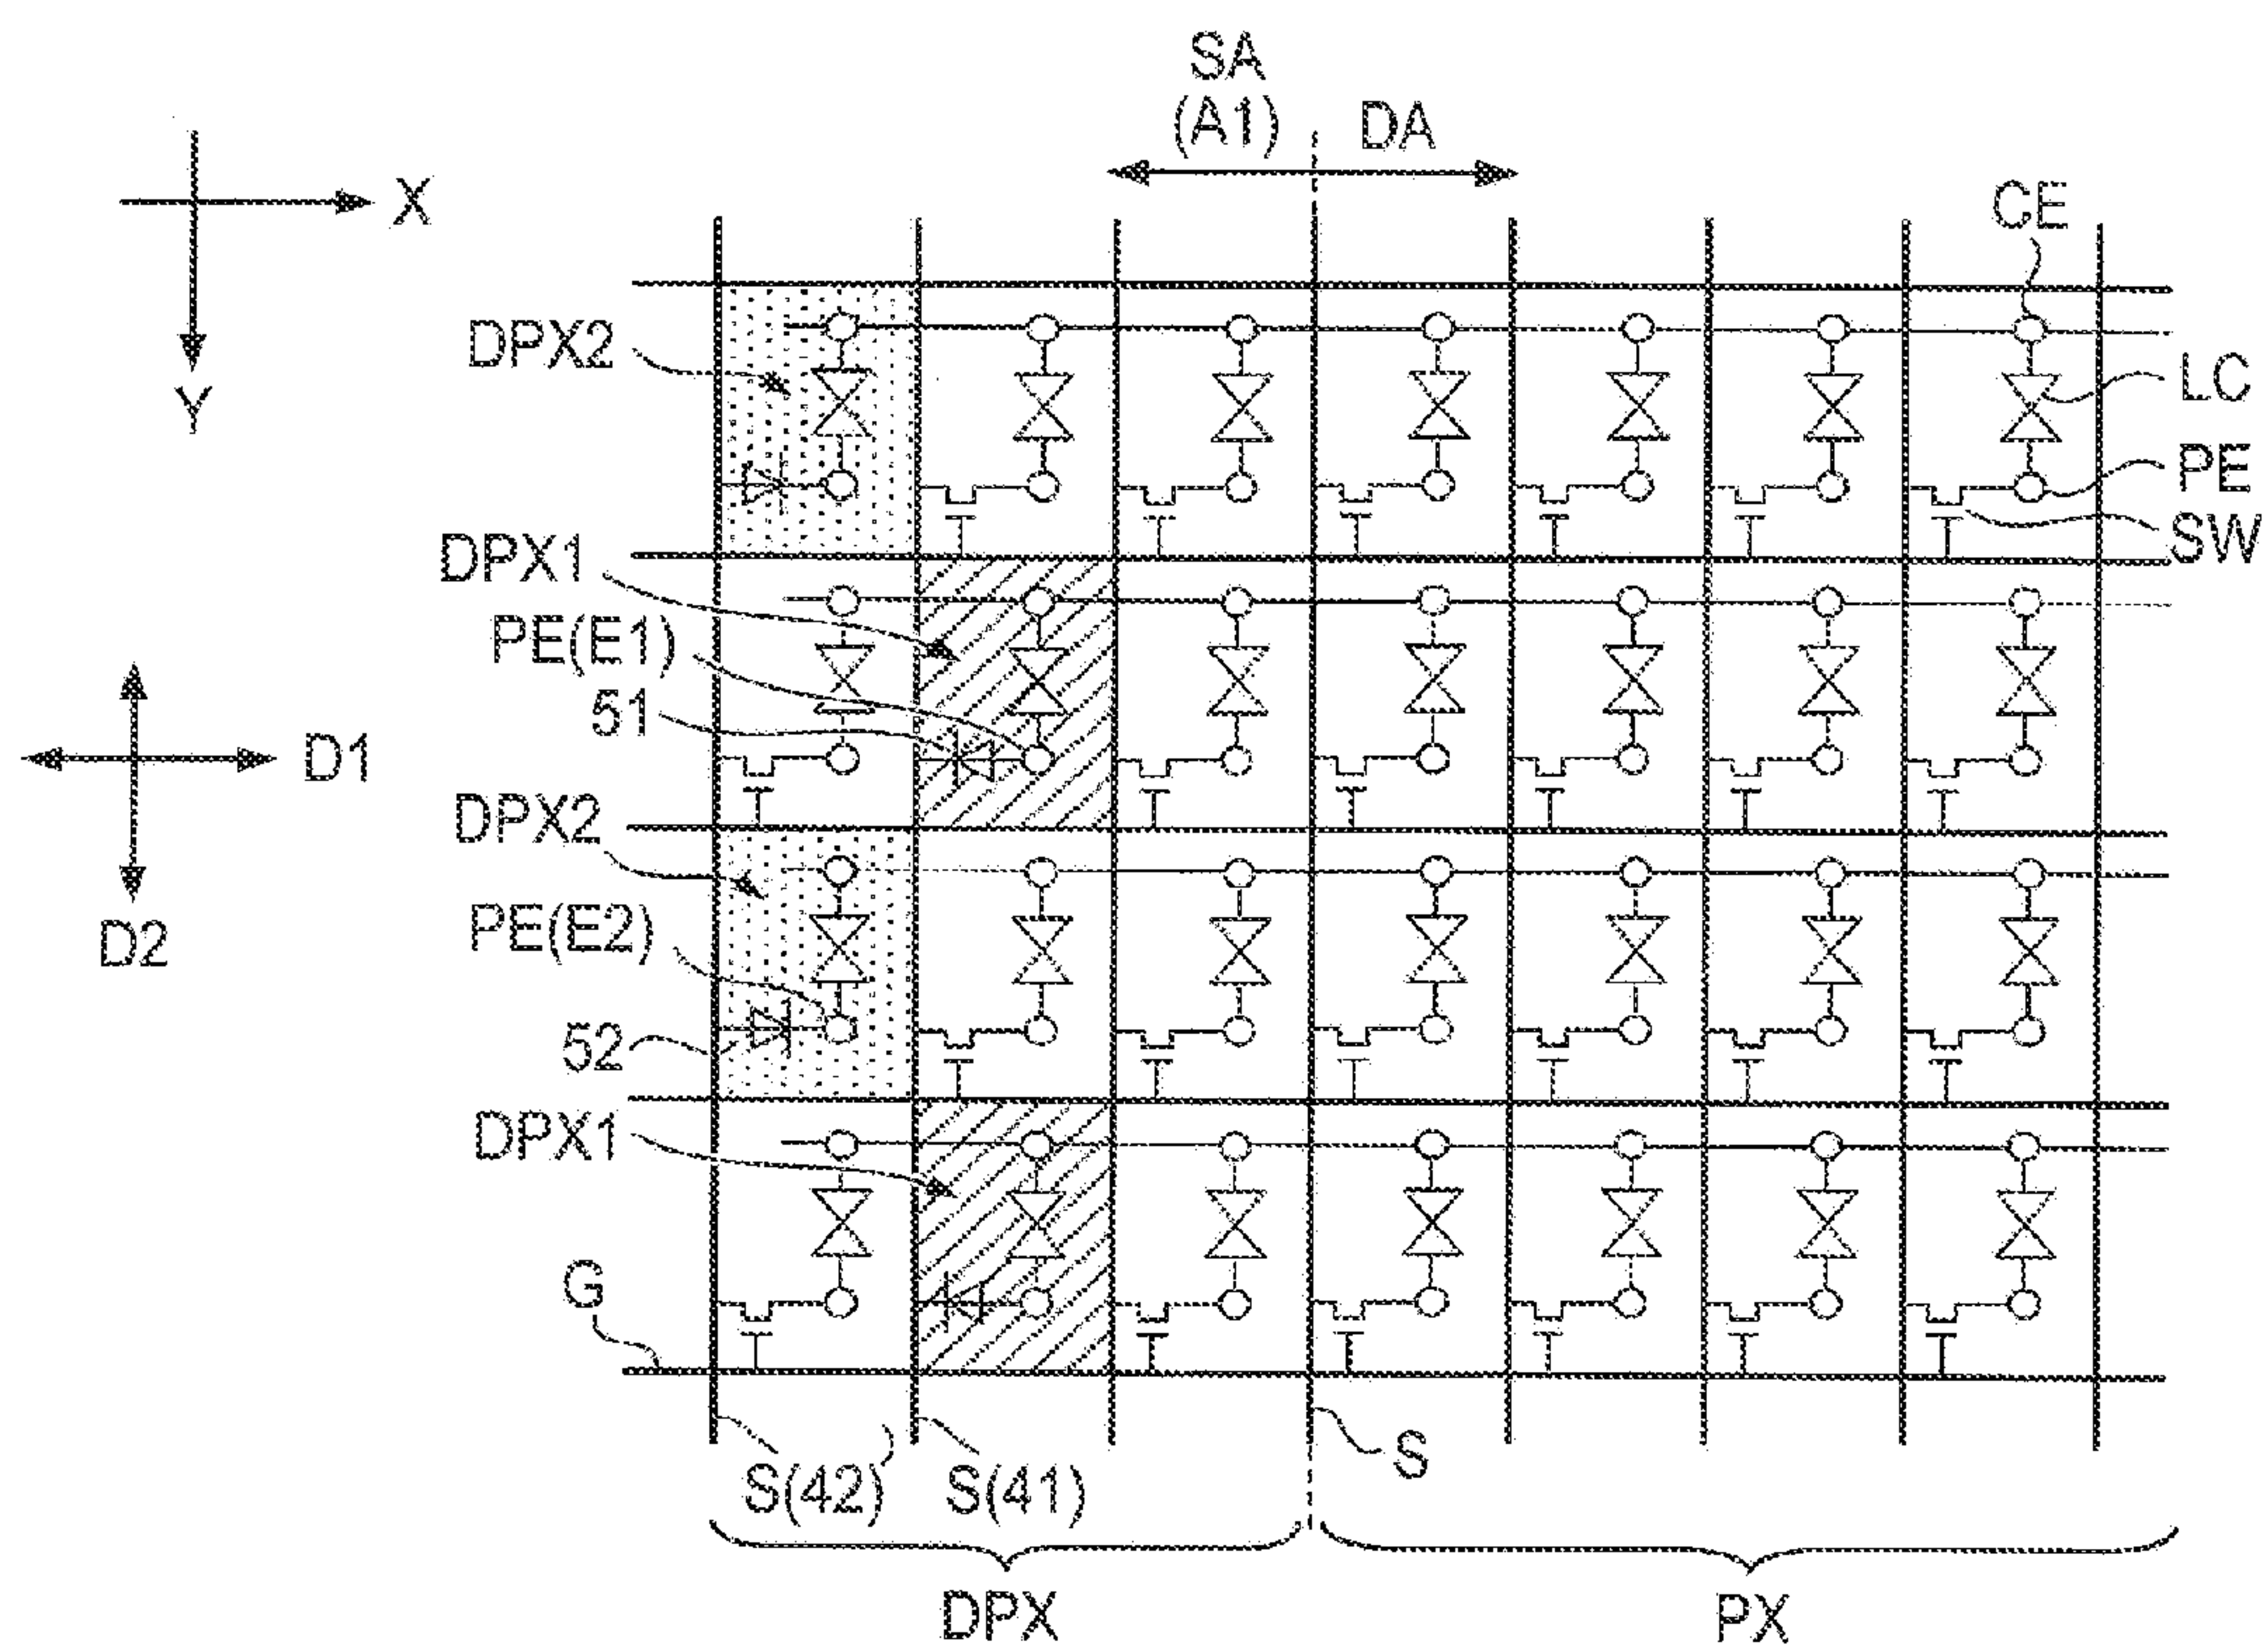 SA
(A1)
DA
X
Y
CE
DPX2
LC
PE
SW
DPX1
PE(E1)
51
D1
D2
DPX2
PE(E2)
52
DPX1
G
S(42)
S(41)
S
DPX
PX